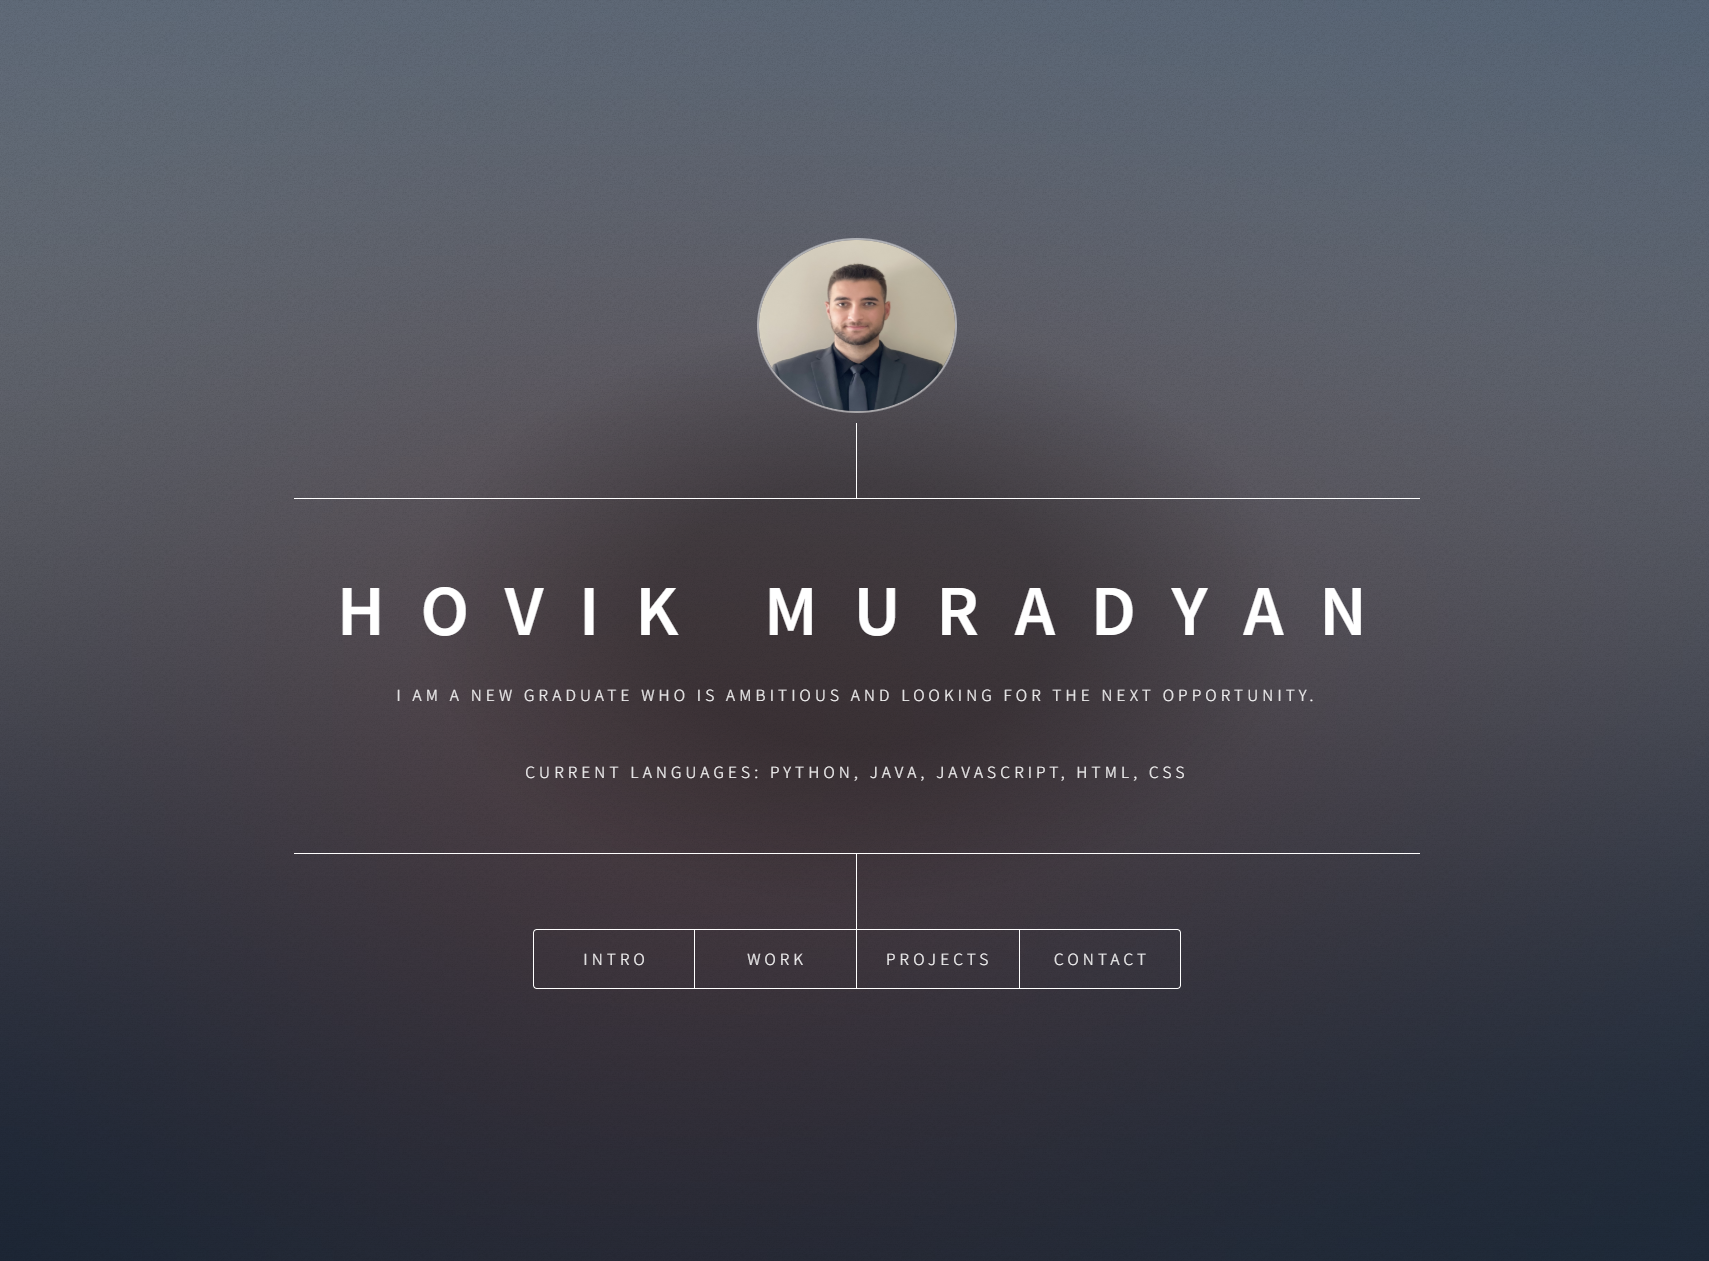 HOVIK MURADYAN
I AM A NEW GRADUATE WHO IS AMBITIOUS AND LOOKING FOR THE NEXT OPPORTUNITY.
CURRENT LANGUAGES: PYTHON, JAVA, JAVASCRIPT, HTML, CSS
INTRO WORK PROJECTS CONTACT